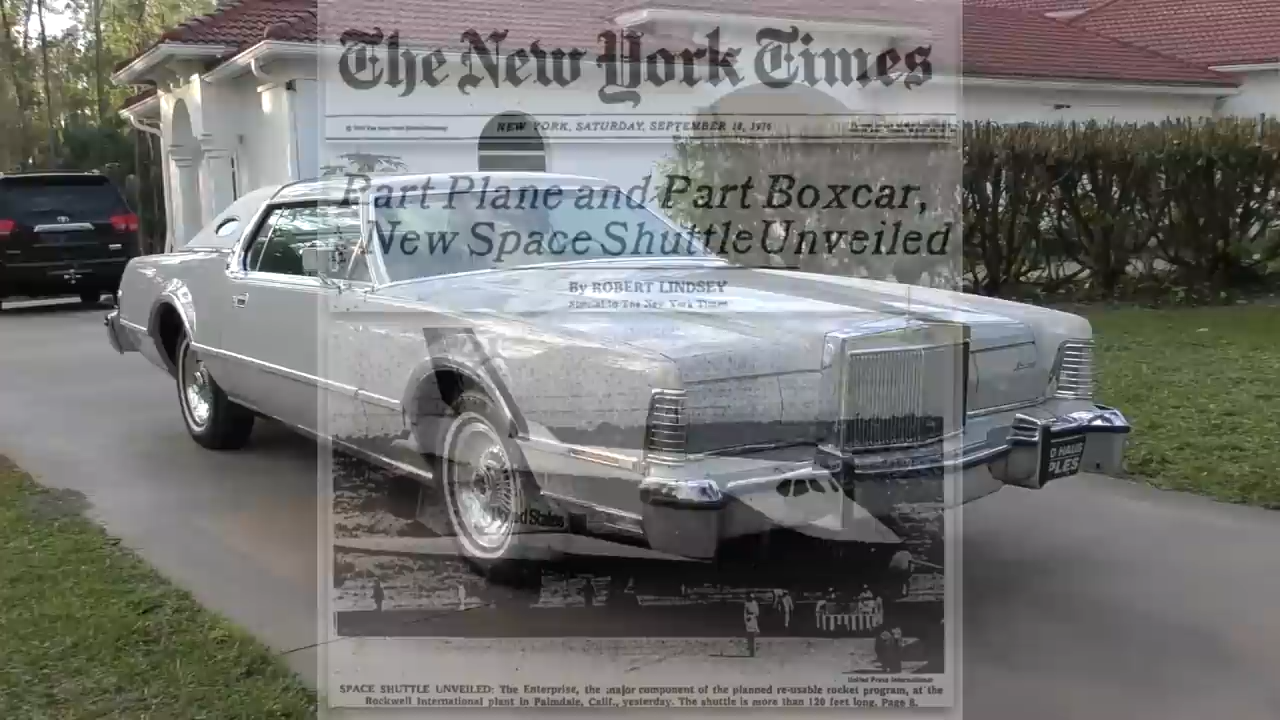 The New York Times
NEW YORK, SATURDAY, SEPTEMBER 18, 1976
Part Plane and Part Boxcar,
New Space Shuttle Unveiled
By ROBERT LINDSEY
Special to The New York Times
ed States
PLES
United Press International
SPACE SHUTTLE UNVEILED: The Enterprise, the major component of the planned re-usable rocket program, at the
Rockwell International plant in Palmdale, Calif., yesterday. The shuttle is more than 120 feet long. Page 8.